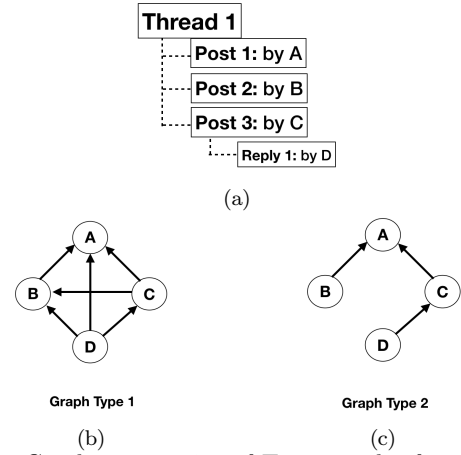 Thread 1
Post 1: by A
Post 2: by B
Post 3: by C
Reply 1: by D
(a)
A
B
C
D
Graph Type 1
(b)
A
B
C
D
Graph Type 2
(c)